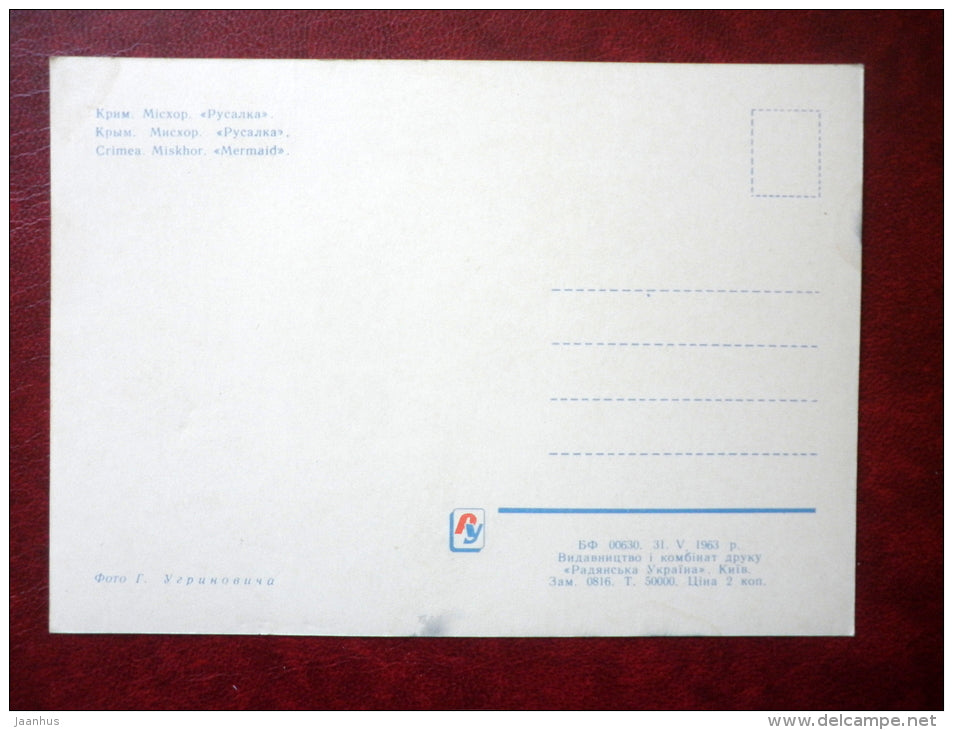 Крим. Місхор. «Русалка».
Крым. Мисхор. «Русалка».
Crimea. Miskhor. «Mermaid».
РУ
БФ 00630. 31. V. 1963 р.
Видавництво і комбінат друку
«Радянська Україна». Київ.
Зам. 0816. Т. 50000. Ціна 2 коп.
Фото Г. Угриновича
jaanhus
www.delcampe.net